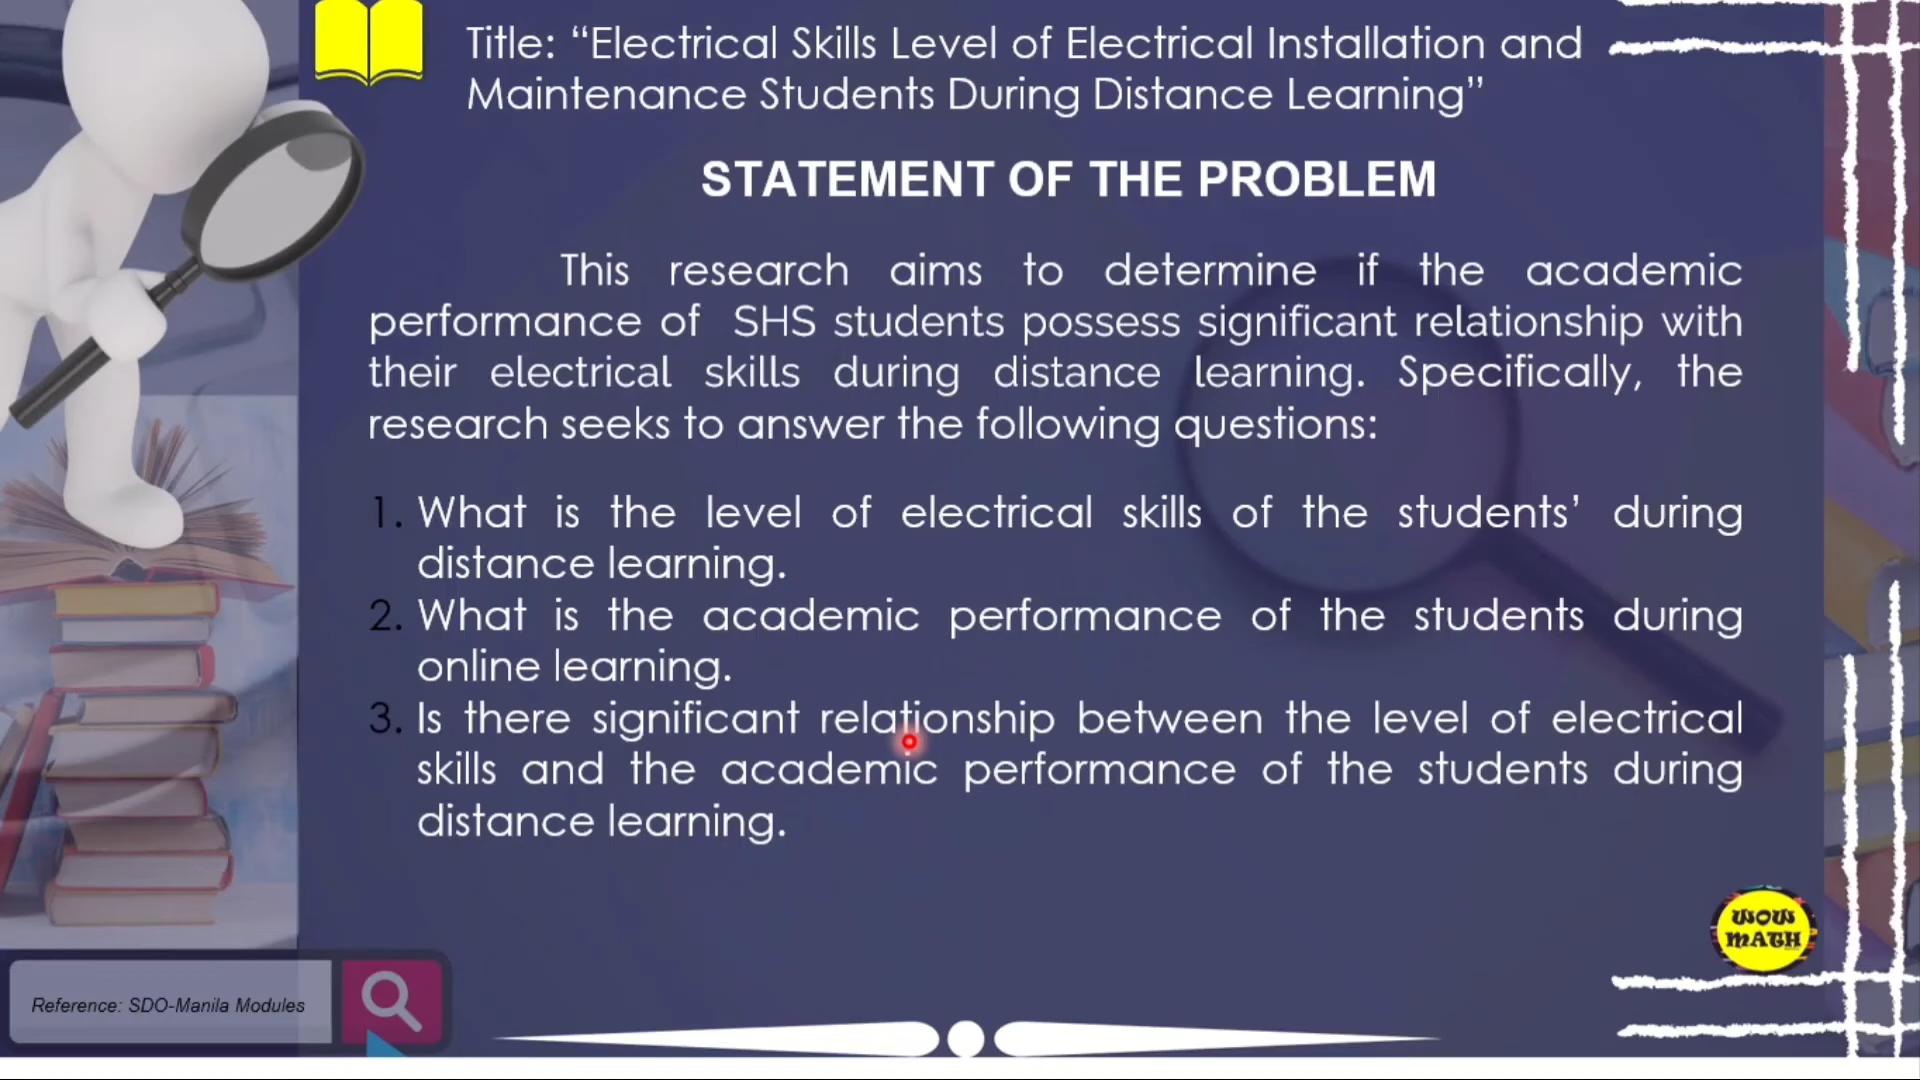 Title: “Electrical Skills Level of Electrical Installation and
Maintenance Students During Distance Learning”
STATEMENT OF THE PROBLEM
This research aims to determine if the academic
performance of SHS students possess significant relationship with
their electrical skills during distance learning. Specifically, the
research seeks to answer the following questions:
1. What is the level of electrical skills of the students’ during
distance learning.
2. What is the academic performance of the students during
online learning.
3. Is there significant relationship between the level of electrical
skills and the academic performance of the students during
distance learning.
WOW
MATH
Reference: SDO-Manila Modules